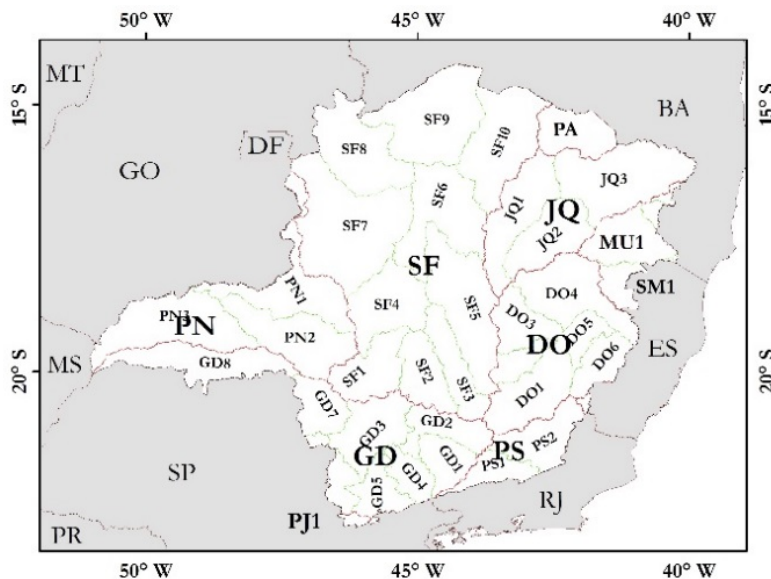 50° W 45° W 40° W
MT
15° S
15° S
BA
SF9
PA
SF10
DF
SF8
GO
JQ3
SF6
JQ1
JQ
SF7
JQ2
MU1
SF
PN1
SM1
DO4
SF4
PN3
PN
SF5
DO3
DO5
PN2
DO
ES
MS
20° S
GD8
SF1
SF2
DO6
20° S
SF3
DO1
GD7
GD2
GD3
PS2
GD
GD1
PS
PS1
SP
GD4
GD5
RJ
PJ1
PR
50° W 45° W 40° W